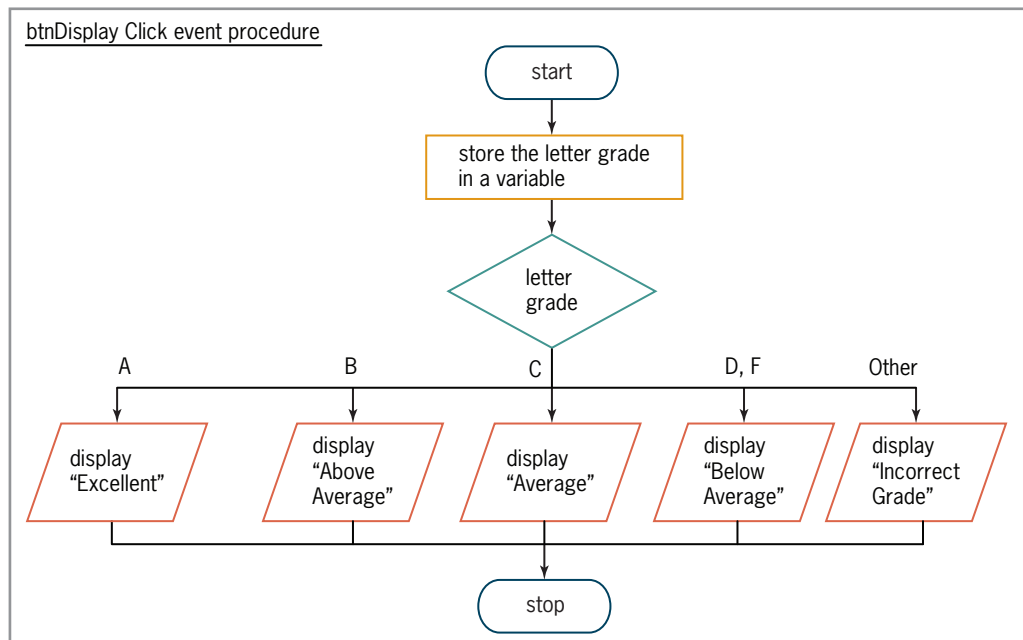 btnDisplay Click event procedure
start
store the letter grade
in a variable
letter
grade
A
B
C
D, F
Other
display
“Excellent”
display
“Above
Average”
display
“Average”
display
“Below
Average”
display
“Incorrect
Grade”
stop